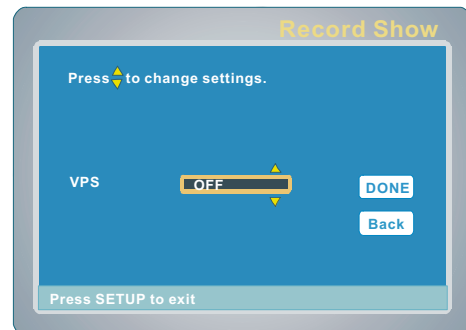 Record Show
Press to change settings.
VPS OFF DONE
Back
Press SETUP to exit